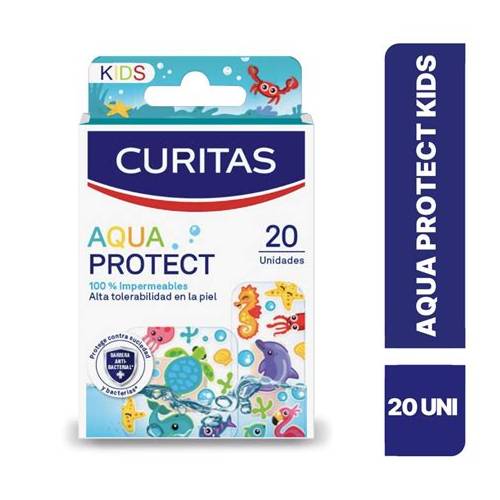 KIDS
CURITAS
AQUA
PROTECT
100 % Impermeables
Alta tolerabilidad en la piel
20
Unidades
Protege contra suciedad
y bacterias*
BARRERA
ANTI-
BACTERIAL*
AQUA PROTECT KIDS
20 UNI